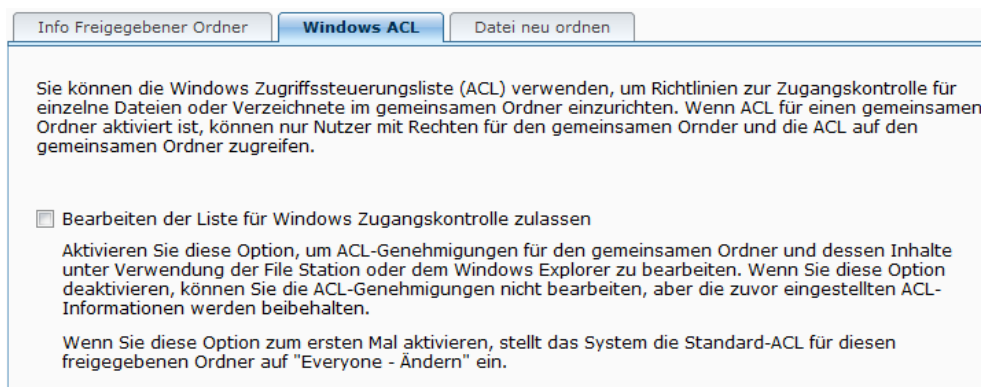 Info Freigegebener Ordner
Windows ACL
Datei neu ordnen
Sie können die Windows Zugriffssteuerungsliste (ACL) verwenden, um Richtlinien zur Zugangskontrolle für
einzelne Dateien oder Verzeichnete im gemeinsamen Ordner einzurichten. Wenn ACL für einen gemeinsamen
Ordner aktiviert ist, können nur Nutzer mit Rechten für den gemeinsamen Ornder und die ACL auf den
gemeinsamen Ordner zugreifen.
Bearbeiten der Liste für Windows Zugangskontrolle zulassen
Aktivieren Sie diese Option, um ACL-Genehmigungen für den gemeinsamen Ordner und dessen Inhalte
unter Verwendung der File Station oder dem Windows Explorer zu bearbeiten. Wenn Sie diese Option
deaktivieren, können Sie die ACL-Genehmigungen nicht bearbeiten, aber die zuvor eingestellten ACL-
Informationen werden beibehalten.
Wenn Sie diese Option zum ersten Mal aktivieren, stellt das System die Standard-ACL für diesen
freigegebenen Ordner auf "Everyone - Ändern" ein.